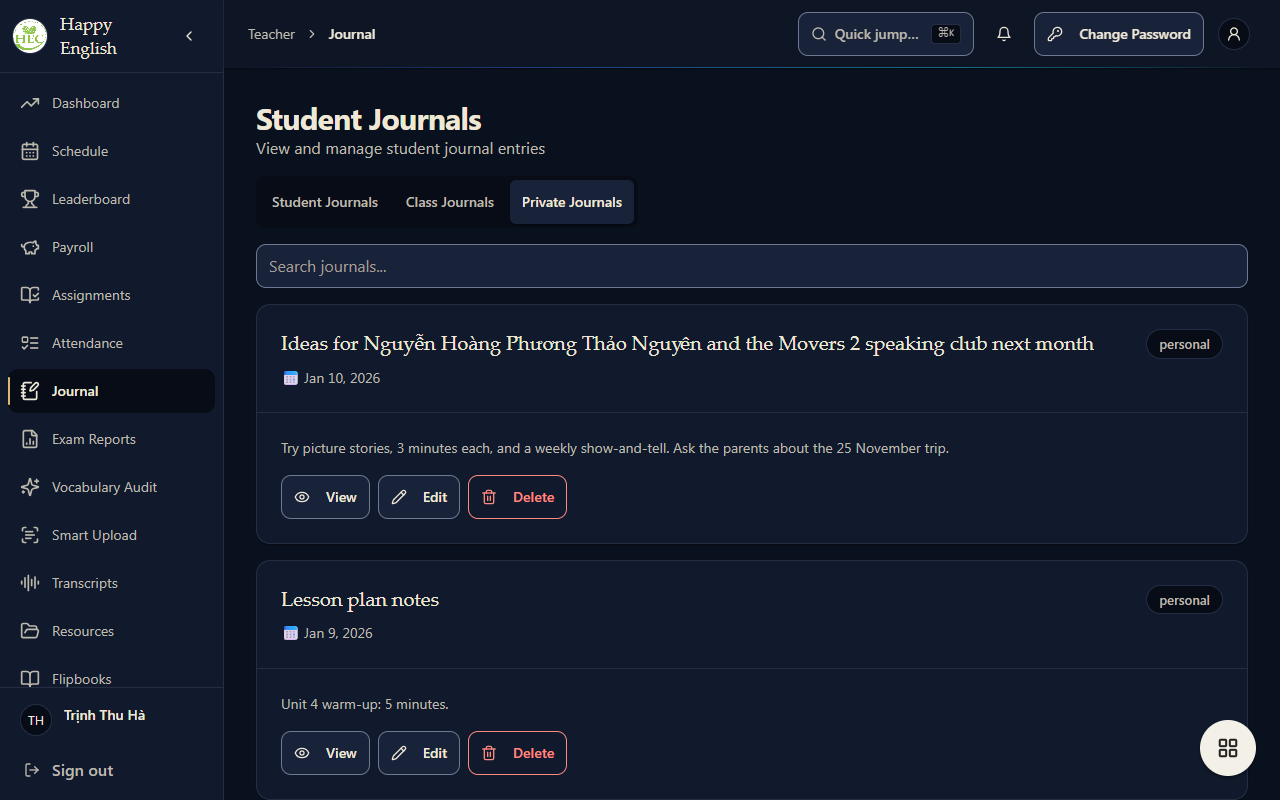 HEC
Happy
English
Dashboard
Schedule
Leaderboard
Payroll
Assignments
Attendance
Journal
Exam Reports
Vocabulary Audit
Smart Upload
Transcripts
Resources
Flipbooks
TH
Trịnh Thu Hà
Sign out
Teacher > Journal
Quick jump... ⌘K
Change Password
Student Journals
View and manage student journal entries
Student Journals Class Journals Private Journals
Search journals...
Ideas for Nguyễn Hoàng Phương Thảo Nguyên and the Movers 2 speaking club next month
personal
Jan 10, 2026
Try picture stories, 3 minutes each, and a weekly show-and-tell. Ask the parents about the 25 November trip.
View Edit Delete
Lesson plan notes
personal
Jan 9, 2026
Unit 4 warm-up: 5 minutes.
View Edit Delete